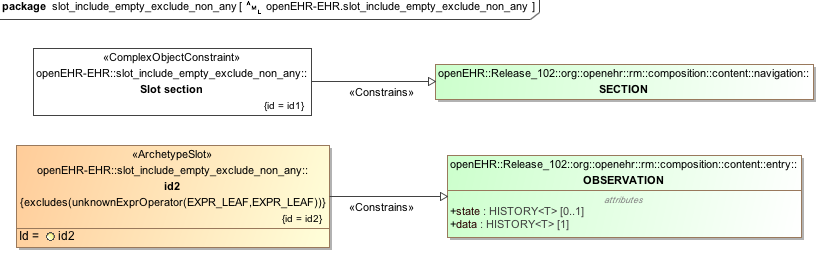 package slot_include_empty_exclude_non_any [ AML openEHR-EHR.slot_include_empty_exclude_non_any ]
«ComplexObjectConstraint»
openEHR-EHR::slot_include_empty_exclude_non_any::
Slot section
{id = id1}
«Constrains»
openEHR::Release_102::org::openehr::rm::composition::content::navigation::
SECTION
«ArchetypeSlot»
openEHR-EHR::slot_include_empty_exclude_non_any::
id2
{excludes(unknownExprOperator(EXPR_LEAF,EXPR_LEAF))}
{id = id2}
Id = id2
«Constrains»
openEHR::Release_102::org::openehr::rm::composition::content::entry::
OBSERVATION
attributes
+state : HISTORY<T> [0..1]
+data : HISTORY<T> [1]